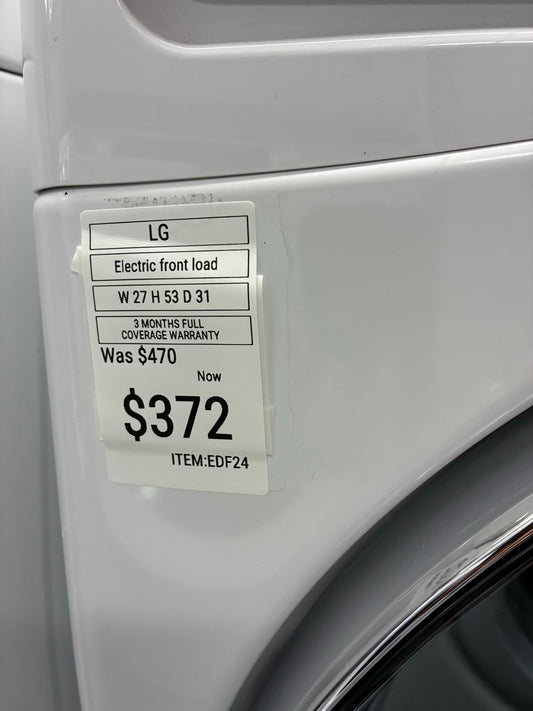 LG
Electric front load
W 27 H 53 D 31
3 MONTHS FULL
COVERAGE WARRANTY
Was $470
Now
$372
ITEM:EDF24